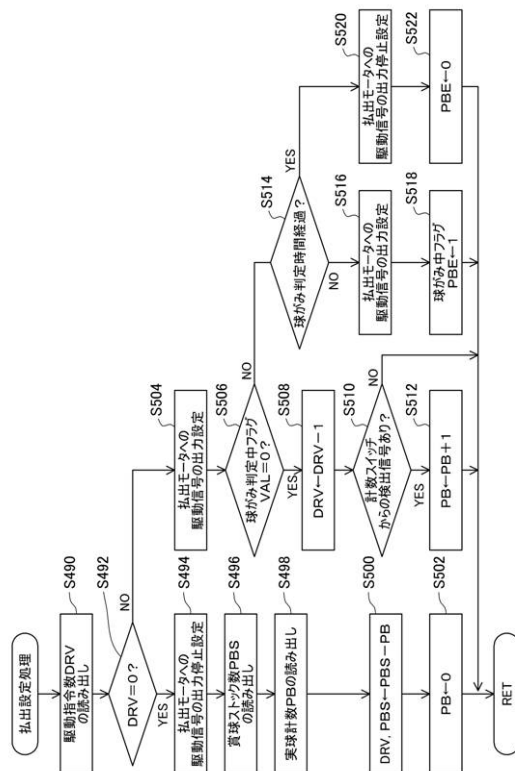 払出設定処理
S490
駆動指令数DRV
の読み出し
S492
DRV=0?
YES
NO
S494
払出モータへの
駆動信号の出力停止設定
S496
賞球ストック数PBS
の読み出し
S498
実球計数PBの読み出し
S500
DRV, PBS←PBS−PB
S502
PB←0
RET
S504
払出モータへの
駆動信号の出力設定
S506
球がみ判定中フラグ
VAL=0?
YES
NO
S508
DRV←DRV−1
S510
計数スイッチ
からの検出信号あり?
YES
NO
S512
PB←PB+1
S514
球がみ判定時間経過?
YES
NO
S516
払出モータへの
駆動信号の出力設定
S518
球がみ中フラグ
PBE←1
S520
払出モータへの
駆動信号の出力停止設定
S522
PBE←0